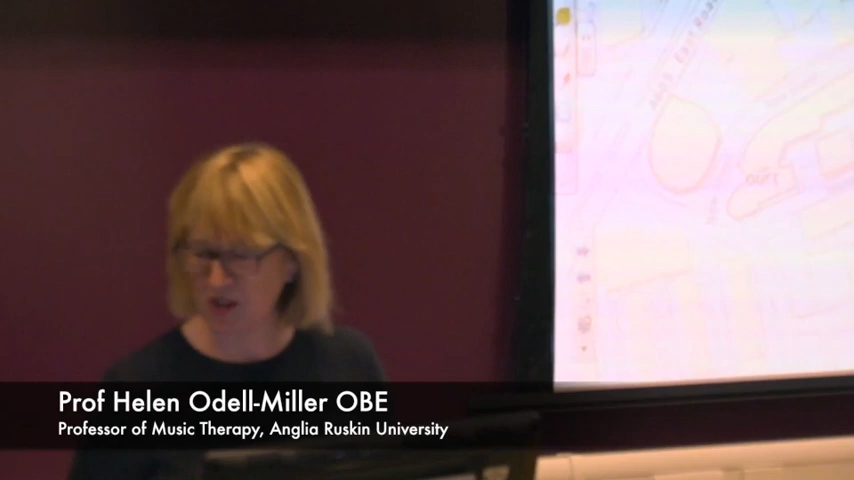 Prof Helen Odell-Miller OBE
Professor of Music Therapy, Anglia Ruskin University